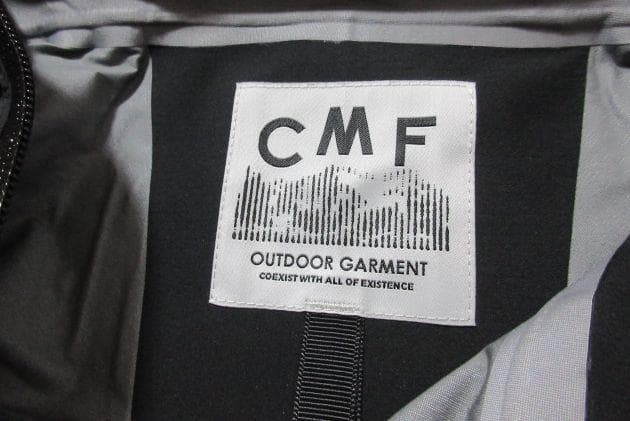 CMF
OUTDOOR GARMENT
COEXIST WITH ALL OF EXISTENCE